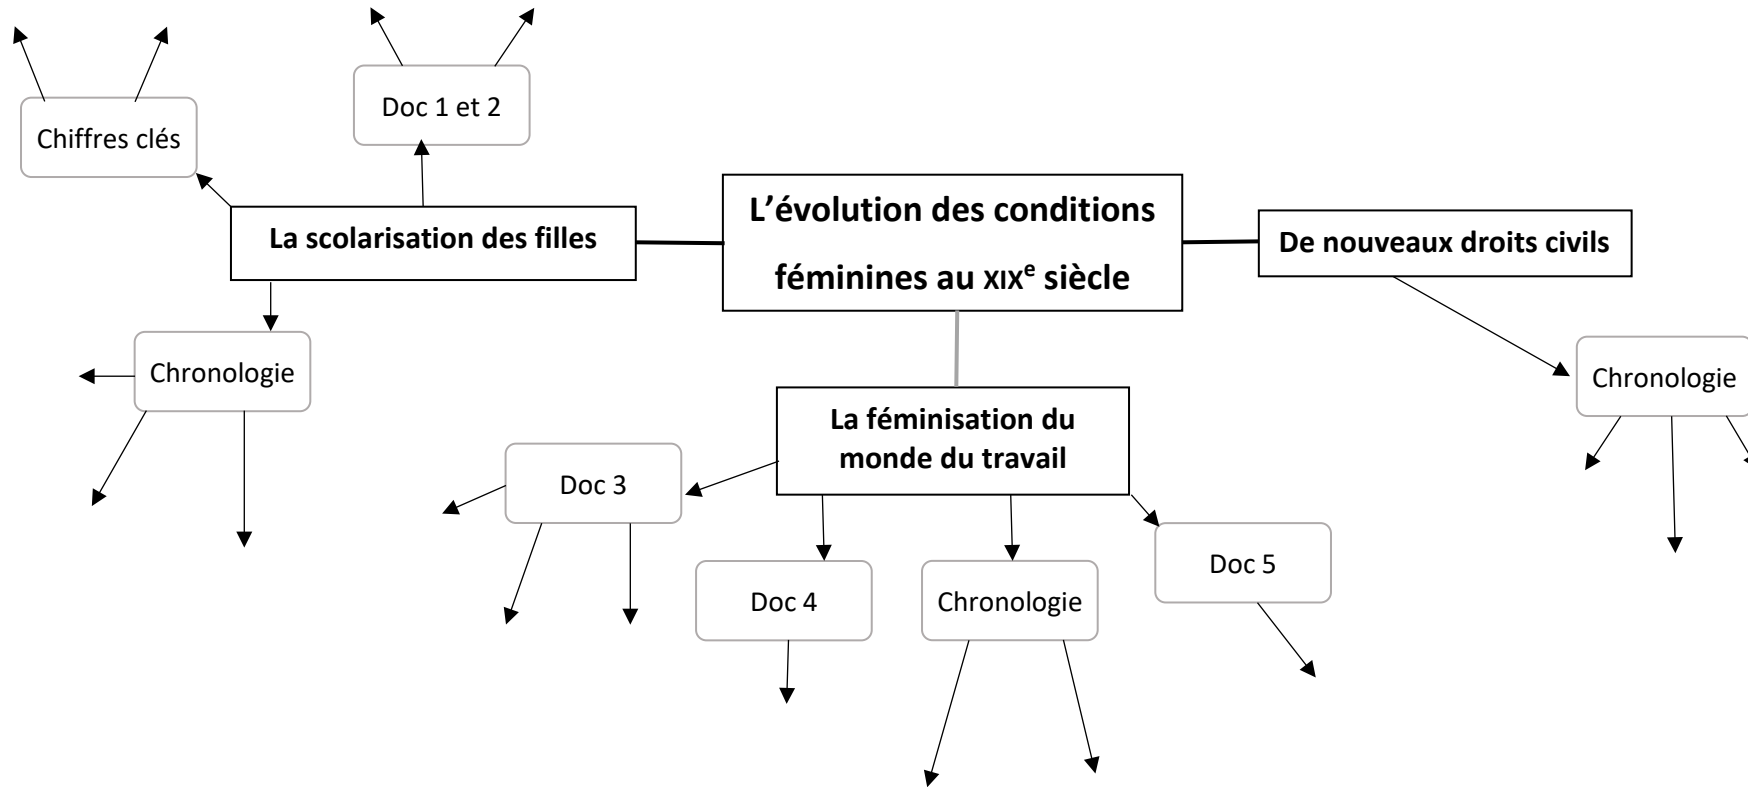 Doc 1 et 2
Chiffres clés
L’évolution des conditions
féminines au XIXe siècle
La scolarisation des filles
De nouveaux droits civils
Chronologie
Chronologie
La féminisation du
monde du travail
Doc 3
Doc 5
Doc 4
Chronologie